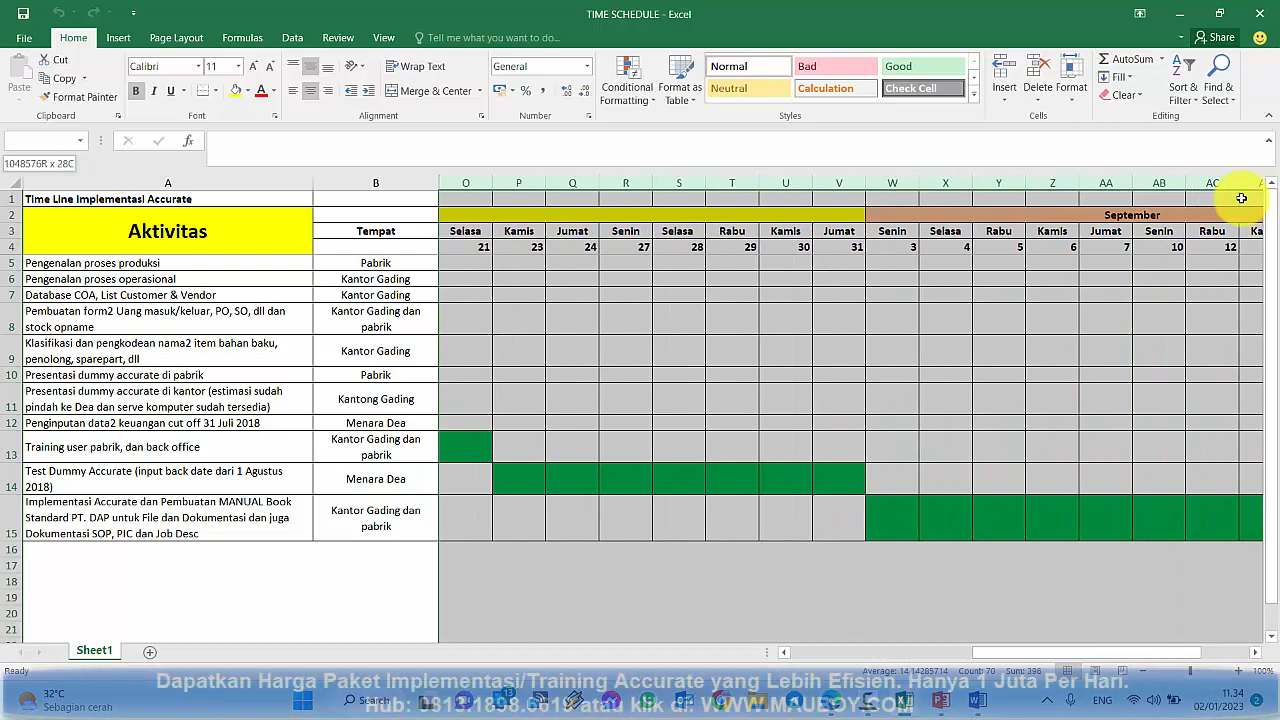 TIME SCHEDULE - Excel
File Home Insert Page Layout Formulas Data Review View Tell me what you want to do... Share
Paste Cut Copy Format Painter Clipboard
Calibri 11 B I U Font
Wrap Text Merge & Center Alignment
General % Number
Conditional Formatting Format as Table
Normal Bad Good
Neutral Calculation Check Cell
Styles
Insert Delete Format Cells
AutoSum Fill Clear Sort & Filter Find & Select Editing
fx
1048576R x 28C
A B O P Q R S T U V W X Y Z AA AB AC
1 Time Line Implementasi Accurate
2 September
3 Aktivitas Tempat Selasa Kamis Jumat Senin Selasa Rabu Kamis Jumat Senin Selasa Rabu Kamis Jumat Senin Rabu
4 21 23 24 27 28 29 30 31 3 4 5 6 7 10 12
5 Pengenalan proses produksi Pabrik
6 Pengenalan proses operasional Kantor Gading
7 Database COA, List Customer & Vendor Kantor Gading
Pembuatan form2 Uang masuk/keluar, PO, SO, dll dan Kantor Gading dan
8 stock opname pabrik
Klasifikasi dan pengkodean nama2 item bahan baku,
9 penolong, sparepart, dll Kantor Gading
10 Presentasi dummy accurate di pabrik Pabrik
Presentasi dummy accurate di kantor (estimasi sudah
11 pindah ke Dea dan serve komputer sudah tersedia) Kantong Gading
12 Penginputan data2 keuangan cut off 31 Juli 2018 Menara Dea
13 Training user pabrik, dan back office Kantor Gading dan pabrik
Test Dummy Accurate (input back date dari 1 Agustus
14 2018) Menara Dea
Implementasi Accurate dan Pembuatan MANUAL Book
Standard PT. DAP untuk File dan Dokumentasi dan juga Kantor Gading dan
15 Dokumentasi SOP, PIC dan Job Desc pabrik
16
17
18
19
20
21
Sheet1
Ready Average: 14.14285714 Count: 70 Sum: 396 100%
Dapatkan Harga Paket Implementasi/Training Accurate yang Lebih Efisien. Hanya 1 Juta Per Hari.
32°C
Sebagian cerah
Search
13
ENG
11.34
02/01/2023
2
atau klik di: